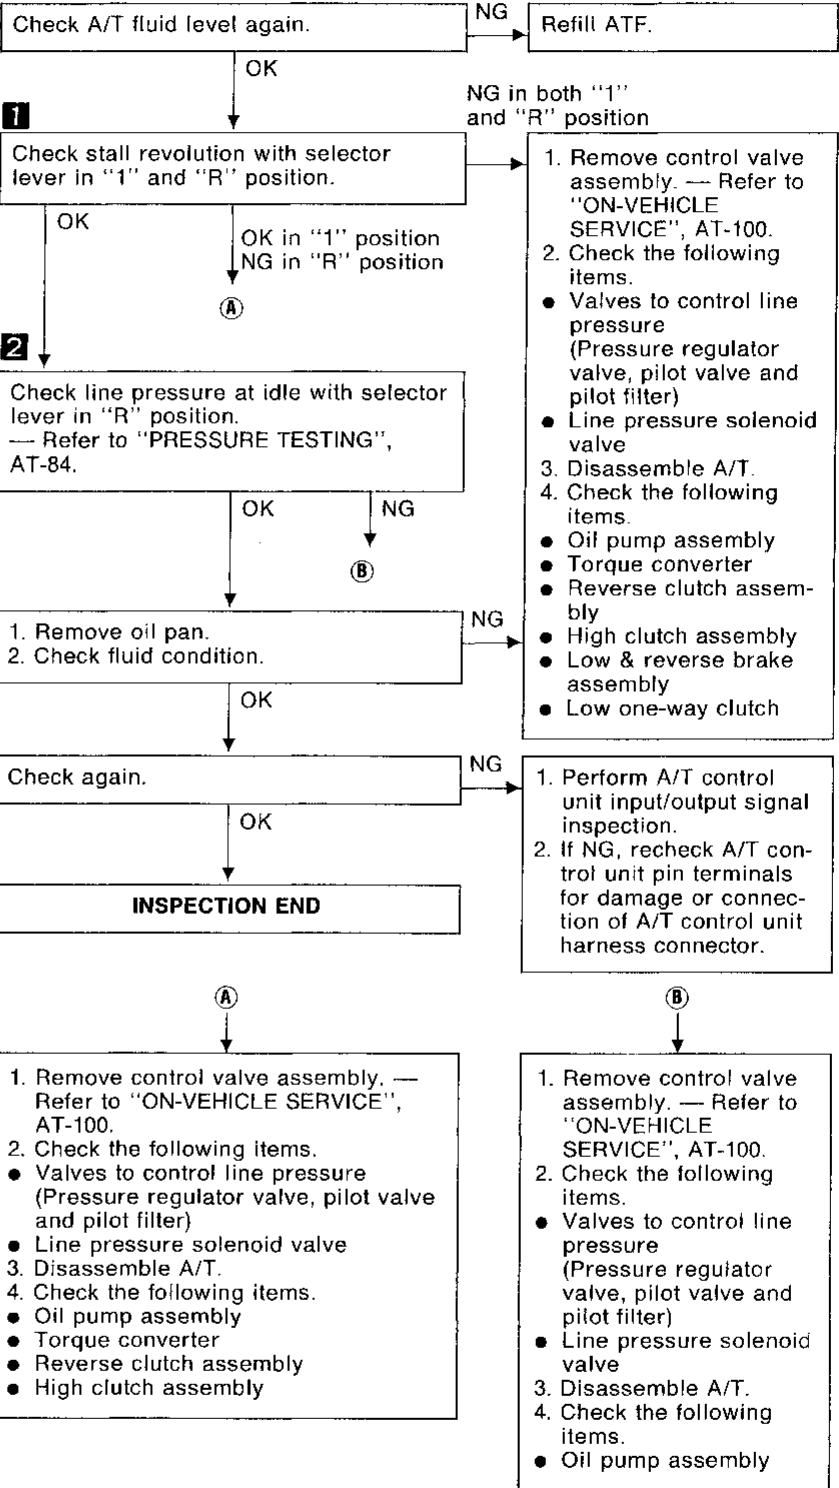 Check A/T fluid level again.
NG
Refill ATF.
OK
1
NG in both "1"
and "R" position
Check stall revolution with selector
lever in "1" and "R" position.
OK
OK in "1" position
NG in "R" position
A
1. Remove control valve
assembly. — Refer to
"ON-VEHICLE
SERVICE", AT-100.
2. Check the following
items.
● Valves to control line
pressure
(Pressure regulator
valve, pilot valve and
pilot filter)
● Line pressure solenoid
valve
3. Disassemble A/T.
4. Check the following
items.
● Oil pump assembly
● Torque converter
● Reverse clutch assem-
bly
● High clutch assembly
● Low & reverse brake
assembly
● Low one-way clutch
2
Check line pressure at idle with selector
lever in "R" position.
— Refer to "PRESSURE TESTING",
AT-84.
OK
NG
B
1. Remove oil pan.
2. Check fluid condition.
NG
OK
Check again.
NG
1. Perform A/T control
unit input/output signal
inspection.
2. If NG, recheck A/T con-
trol unit pin terminals
for damage or connec-
tion of A/T control unit
harness connector.
OK
INSPECTION END
A
1. Remove control valve assembly. —
Refer to "ON-VEHICLE SERVICE",
AT-100.
2. Check the following items.
● Valves to control line pressure
(Pressure regulator valve, pilot valve
and pilot filter)
● Line pressure solenoid valve
3. Disassemble A/T.
4. Check the following items.
● Oil pump assembly
● Torque converter
● Reverse clutch assembly
● High clutch assembly
B
1. Remove control valve
assembly. — Refer to
"ON-VEHICLE
SERVICE", AT-100.
2. Check the following
items.
● Valves to control line
pressure
(Pressure regulator
valve, pilot valve and
pilot filter)
● Line pressure solenoid
valve
3. Disassemble A/T.
4. Check the following
items.
● Oil pump assembly